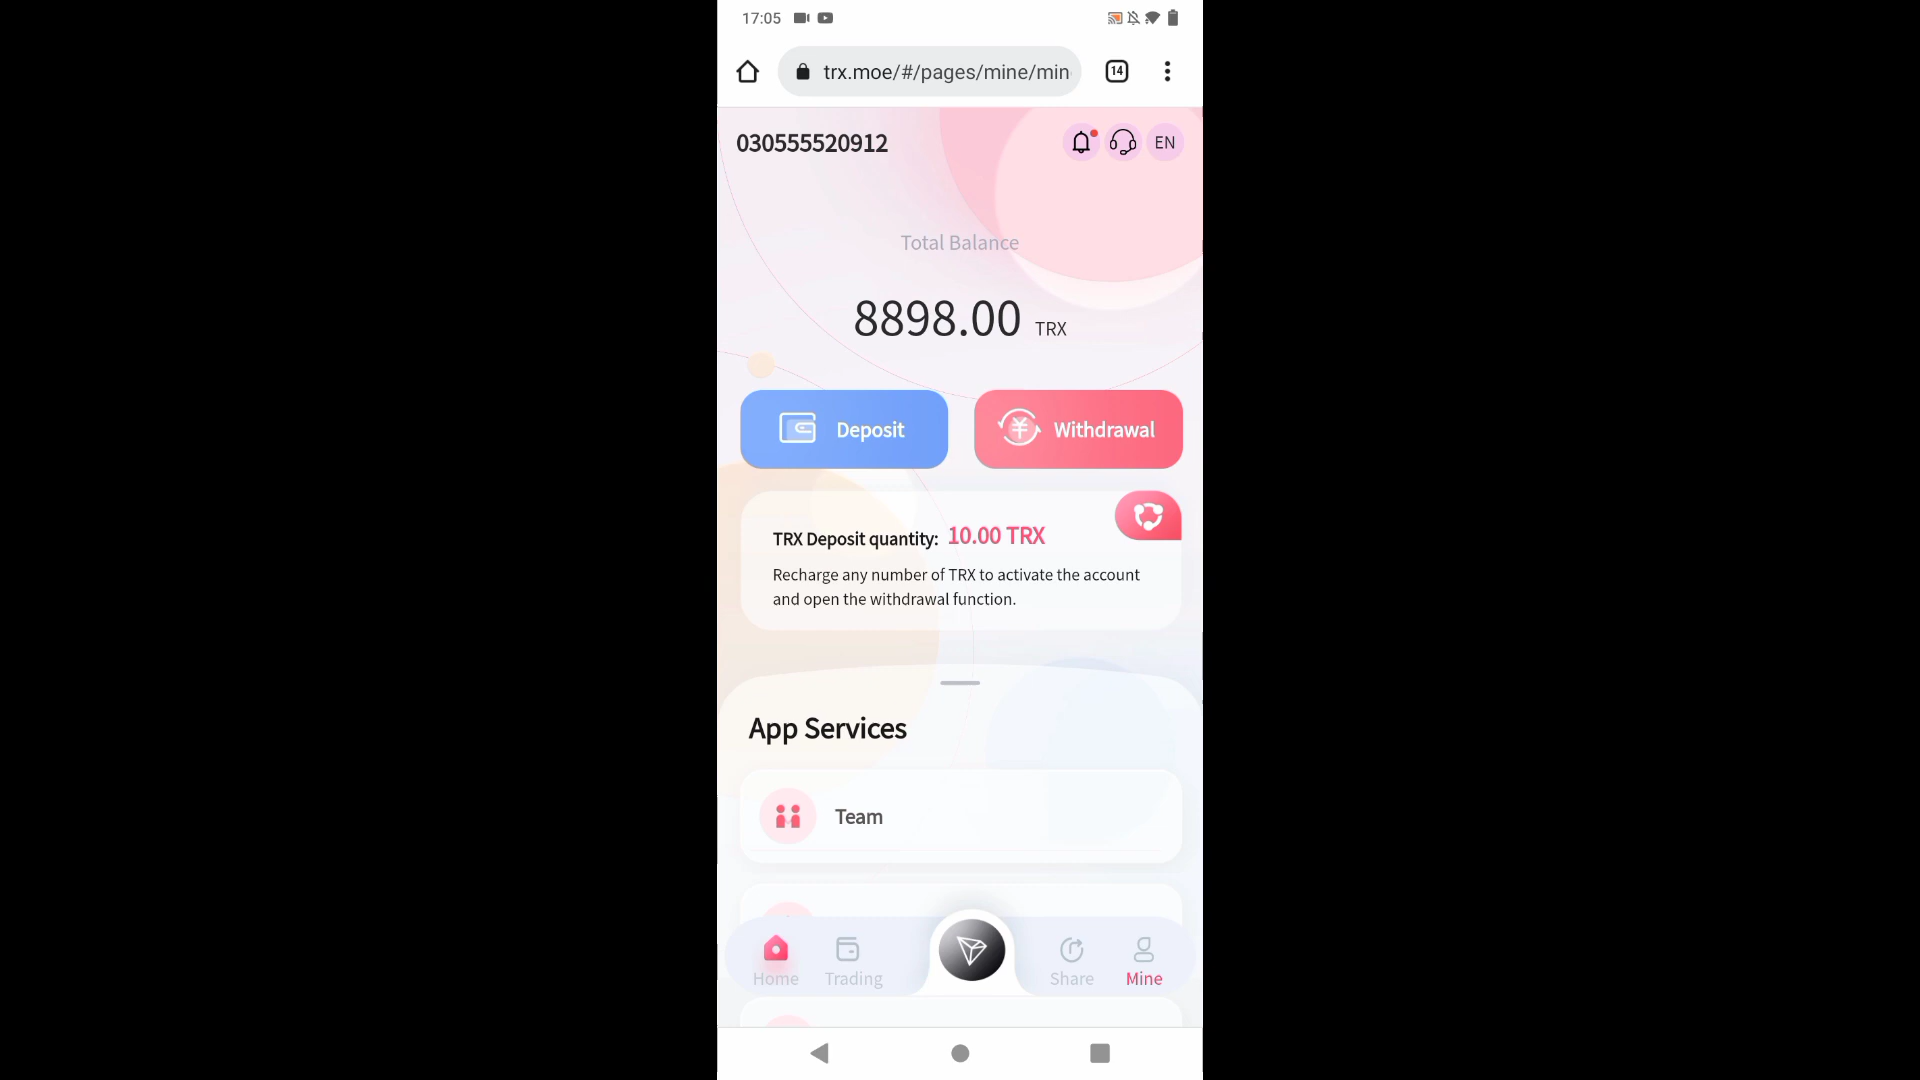 17:05
trx.moe/#/pages/mine/min
14
030555520912
EN
Total Balance
8898.00 TRX
Deposit
Withdrawal
TRX Deposit quantity: 10.00 TRX
Recharge any number of TRX to activate the account
and open the withdrawal function.
App Services
Team
Home
Trading
Share
Mine